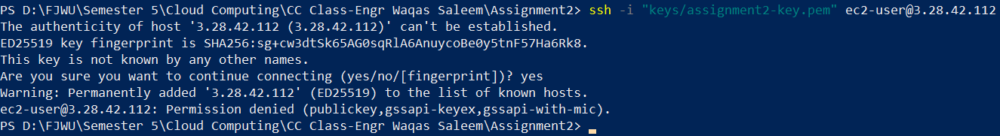 PS D:\FJWU\Semester 5\Cloud Computing\CC Class-Engr Waqas Saleem\Assignment2> ssh -i "keys/assignment2-key.pem" ec2-user@3.28.42.112
The authenticity of host '3.28.42.112 (3.28.42.112)' can't be established.
ED25519 key fingerprint is SHA256:sg+cw3dtSk65AG0sqRlA6AnuycoBe0y5tnF57Ha6Rk8.
This key is not known by any other names.
Are you sure you want to continue connecting (yes/no/[fingerprint])? yes
Warning: Permanently added '3.28.42.112' (ED25519) to the list of known hosts.
ec2-user@3.28.42.112: Permission denied (publickey,gssapi-keyex,gssapi-with-mic).
PS D:\FJWU\Semester 5\Cloud Computing\CC Class-Engr Waqas Saleem\Assignment2>